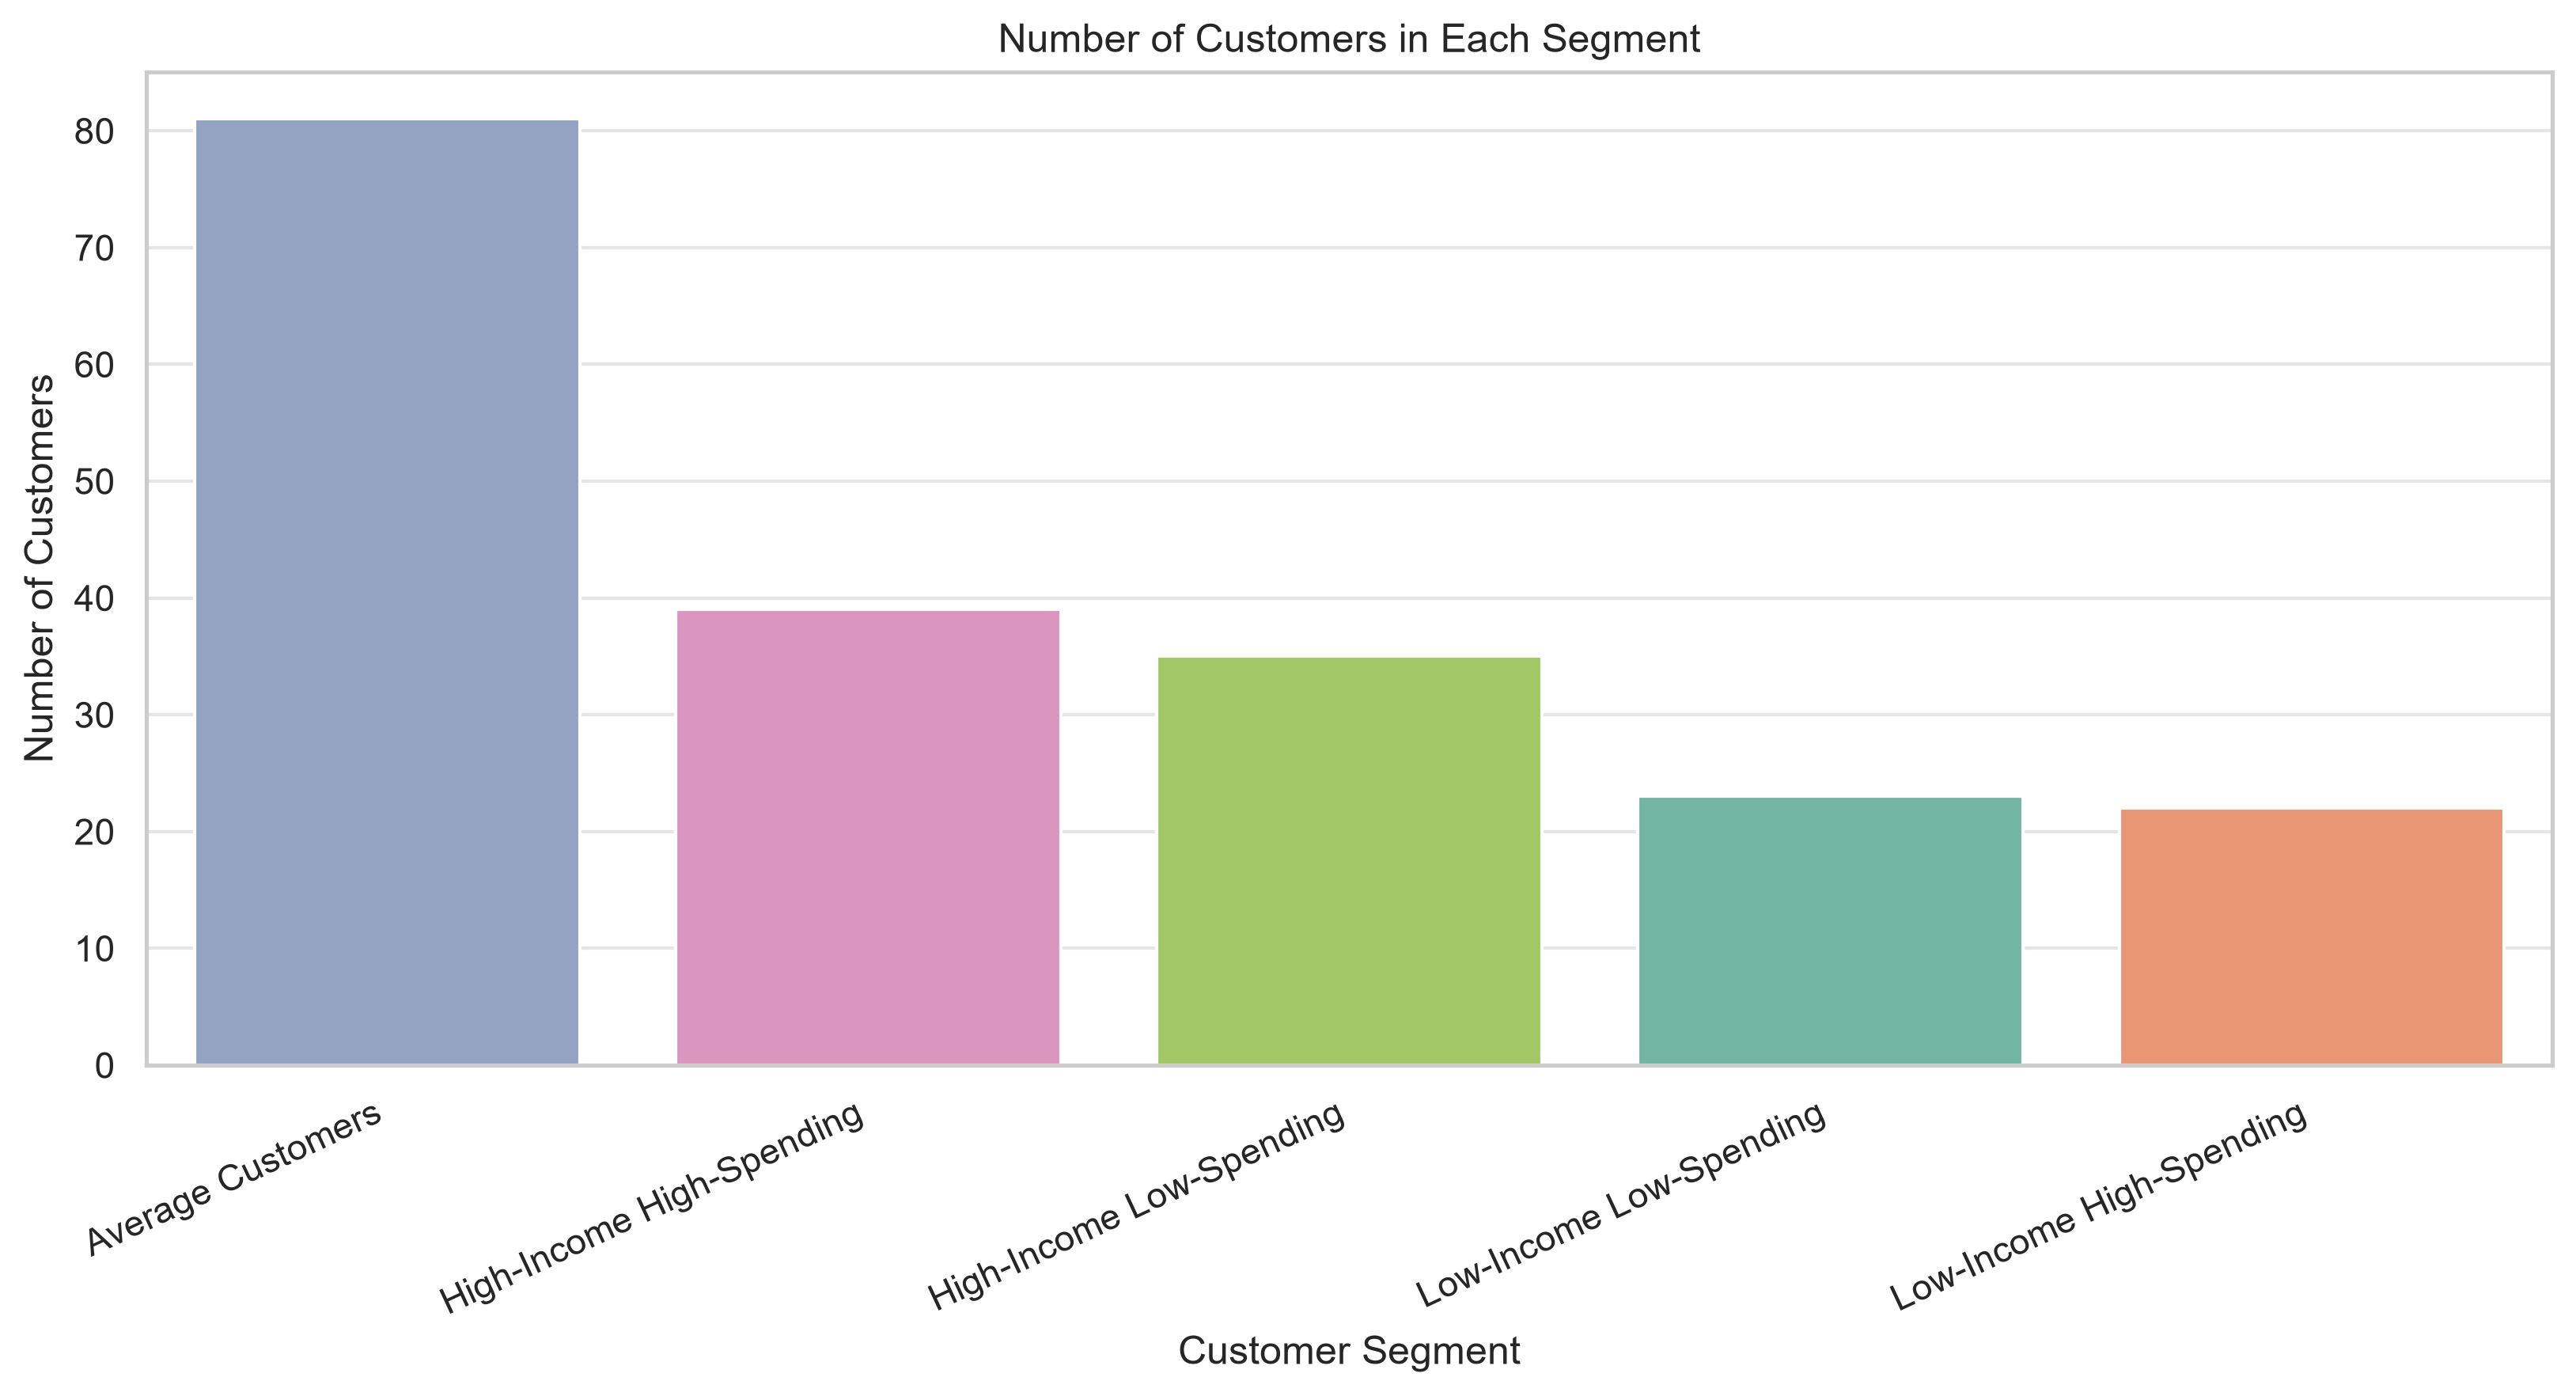 Number of Customers in Each Segment
Number of Customers
80
70
60
50
40
30
20
10
0
Average Customers
High-Income High-Spending
High-Income Low-Spending
Low-Income Low-Spending
Low-Income High-Spending
Customer Segment